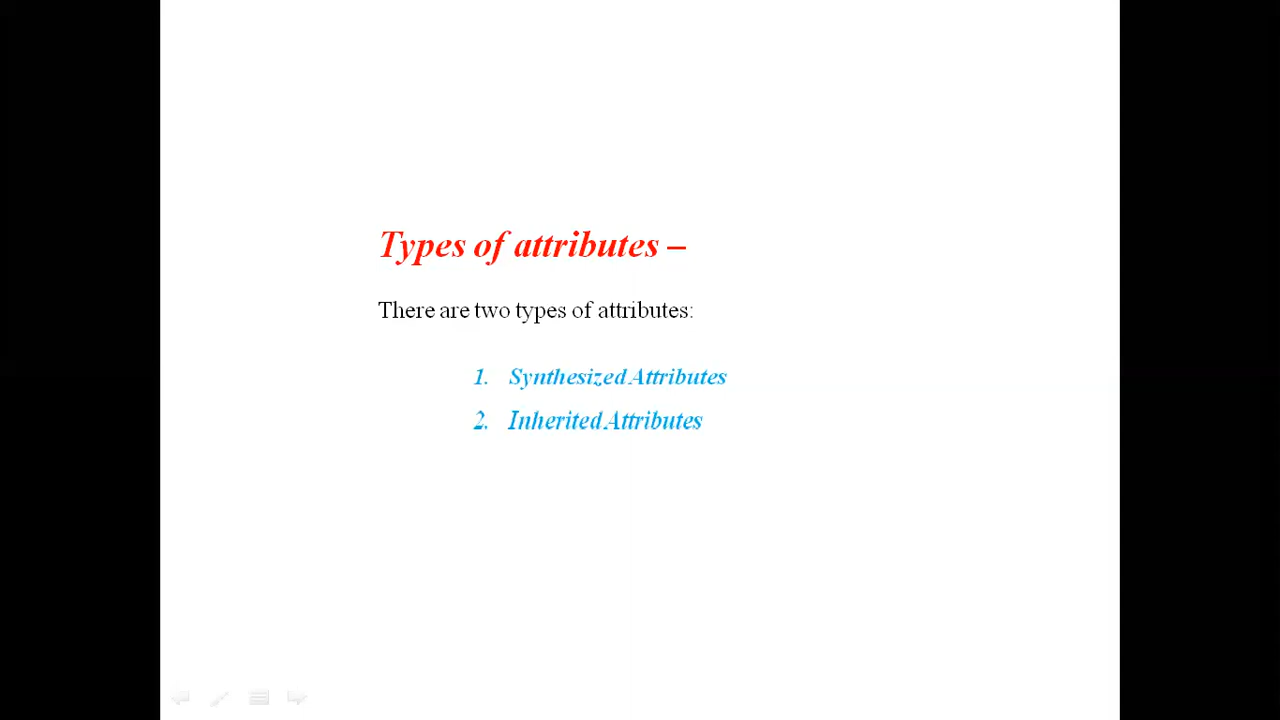 Types of attributes –
There are two types of attributes:
1. Synthesized Attributes
2. Inherited Attributes